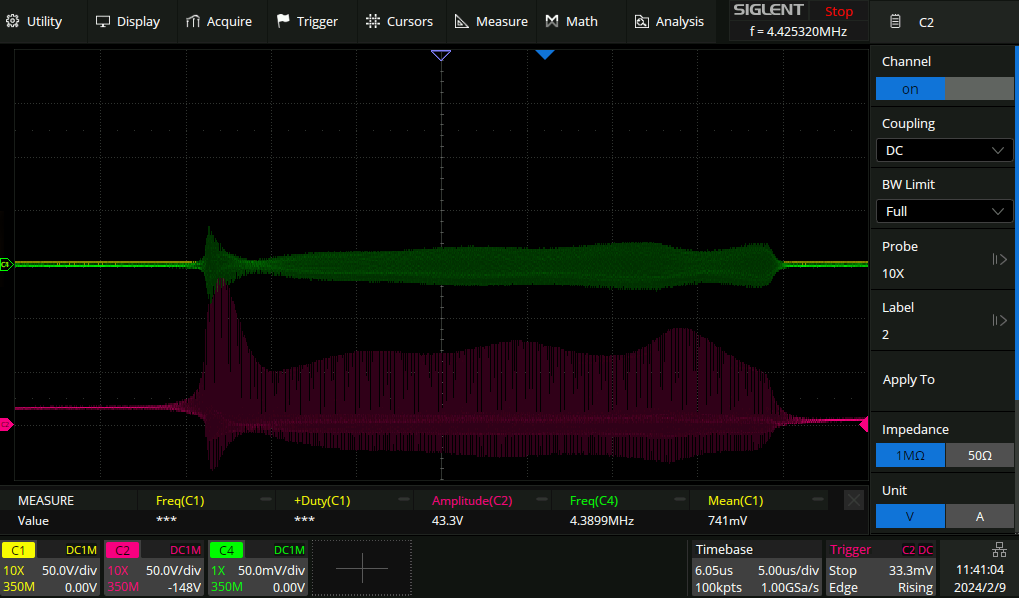 Utility Display Acquire Trigger Cursors Measure Math Analysis SIGLENT Stop C2
f = 4.425320MHz
Channel
on
Coupling
DC
BW Limit
Full
Probe
10X
Label
2
Apply To
Impedance
1MΩ 50Ω
Unit
V A
MEASURE Freq(C1) +Duty(C1) Amplitude(C2) Freq(C4) Mean(C1)
Value *** *** 43.3V 4.3899MHz 741mV
C1 DC1M C2 DC1M C4 DC1M Timebase Trigger C2 DC
10X 50.0V/div 10X 50.0V/div 1X 50.0mV/div 6.05us 5.00us/div Stop 33.3mV 11:41:04
350M 0.00V 350M -148V 350M 0.00V 100kpts 1.00GSa/s Edge Rising 2024/2/9